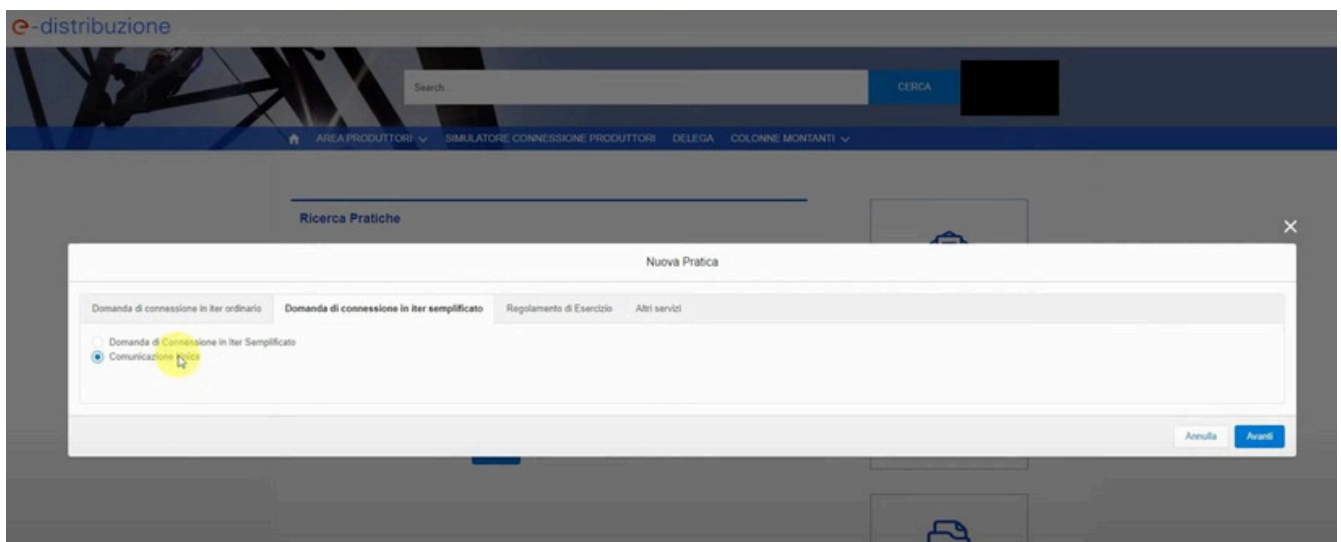 e-distribuzione
Search...
CERCA
AREA PRODUTTORI
SIMULATORE CONNESSIONE PRODUTTORI
DELEGA
COLONNE MONTANTI
Ricerca Pratiche
Nuova Pratica
Domanda di connessione in iter ordinario
Domanda di connessione in iter semplificato
Regolamento di Esercizio
Altri servizi
Domanda di Connessione in Iter Semplificato
Comunicazione Unica
Annulla
Avanti